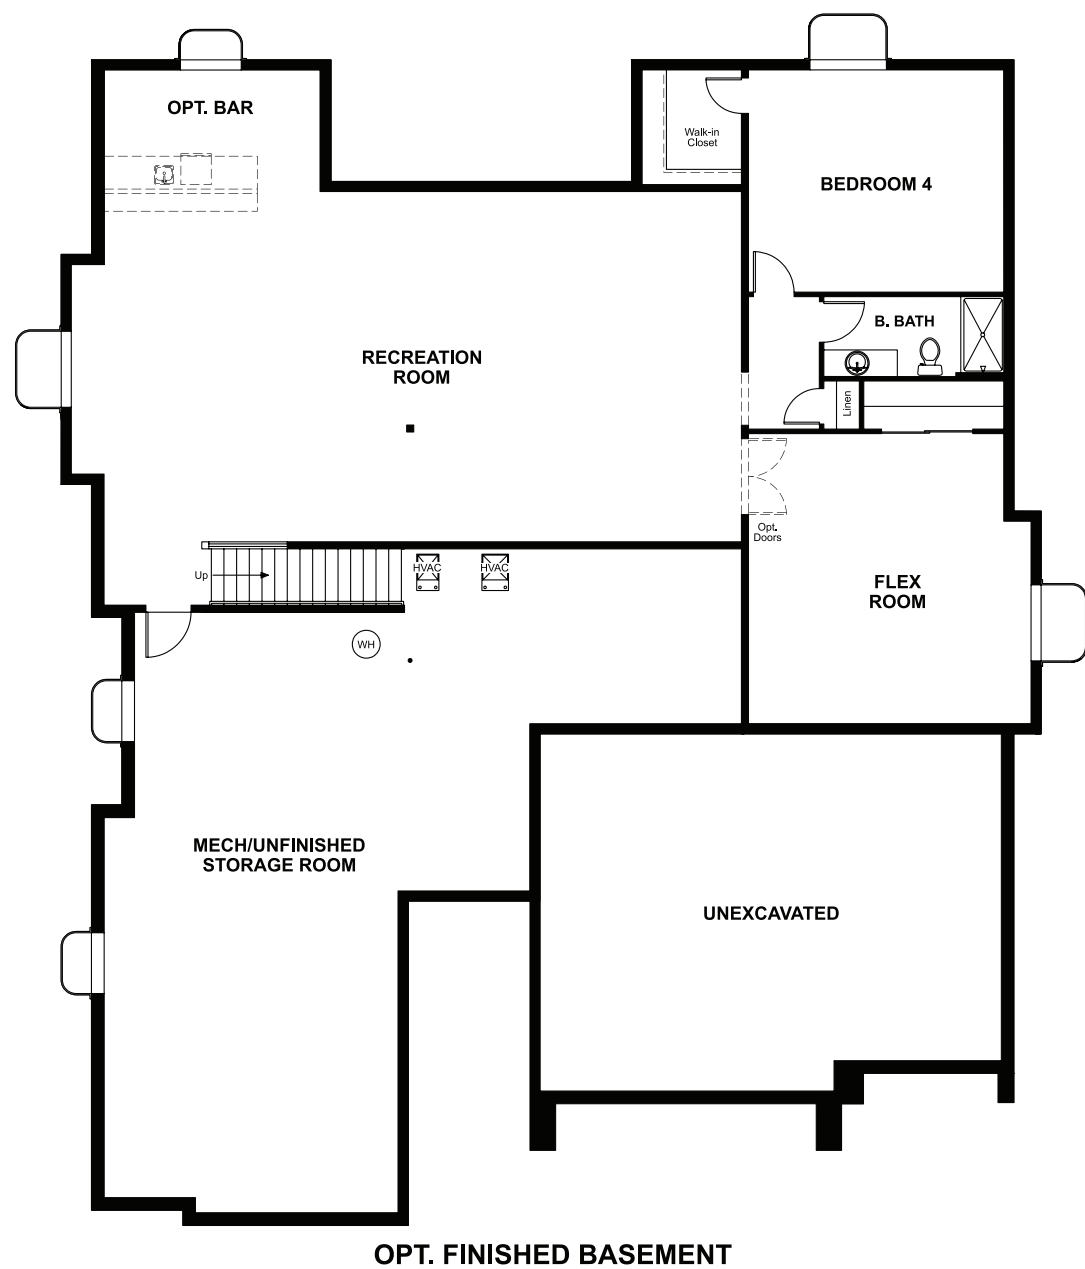 OPT. BAR
Walk-in
Closet
BEDROOM 4
B. BATH
RECREATION
ROOM
Linen
Opt.
Doors
Up
HVAC
HVAC
FLEX
ROOM
WH
MECH/UNFINISHED
STORAGE ROOM
UNEXCAVATED
OPT. FINISHED BASEMENT